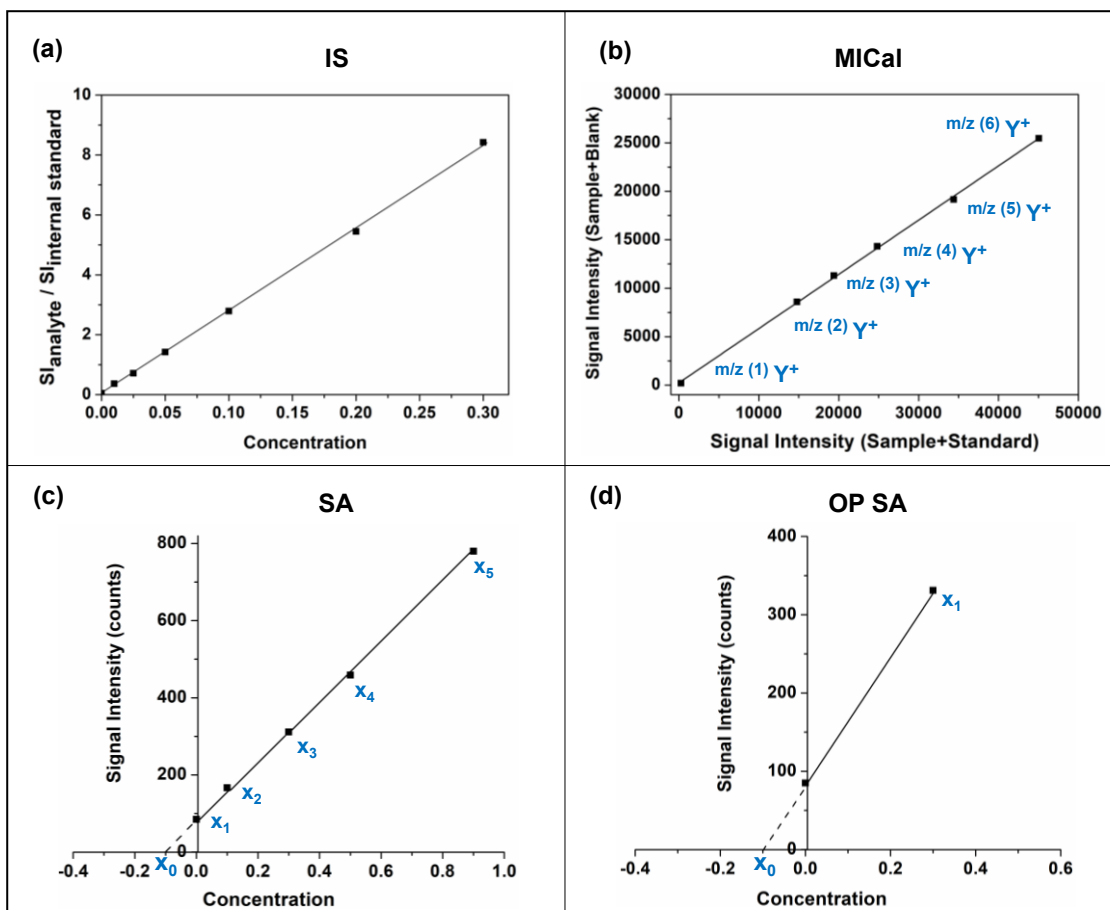 (a)
IS
SI analyte / SI internal standard
10
8
6
4
2
0
0.00 0.05 0.10 0.15 0.20 0.25 0.30
Concentration
(b)
MICal
Signal Intensity (Sample+Blank)
30000
25000
20000
15000
10000
5000
0
m/z (6) Y+
m/z (5) Y+
m/z (4) Y+
m/z (3) Y+
m/z (2) Y+
m/z (1) Y+
0 10000 20000 30000 40000 50000
Signal Intensity (Sample+Standard)
(c)
SA
Signal Intensity (counts)
800
600
400
200
0
x5
x4
x3
x2
x1
x0
-0.4 -0.2 0.0 0.2 0.4 0.6 0.8 1.0
Concentration
(d)
OP SA
Signal Intensity (counts)
400
300
200
100
0
x1
x0
-0.4 -0.2 0.0 0.2 0.4 0.6
Concentration